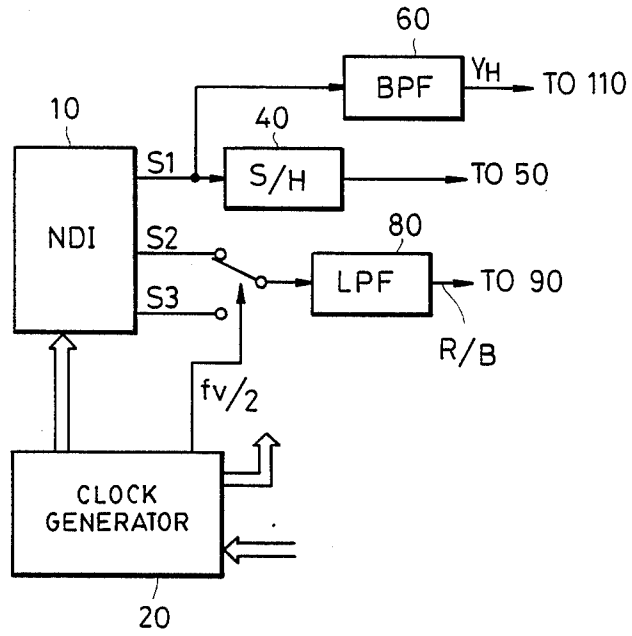 60
BPF
YH
TO 110
10
40
S1
S/H
TO 50
NDI
S2
80
LPF
TO 90
S3
R/B
fv/2
CLOCK
GENERATOR
20